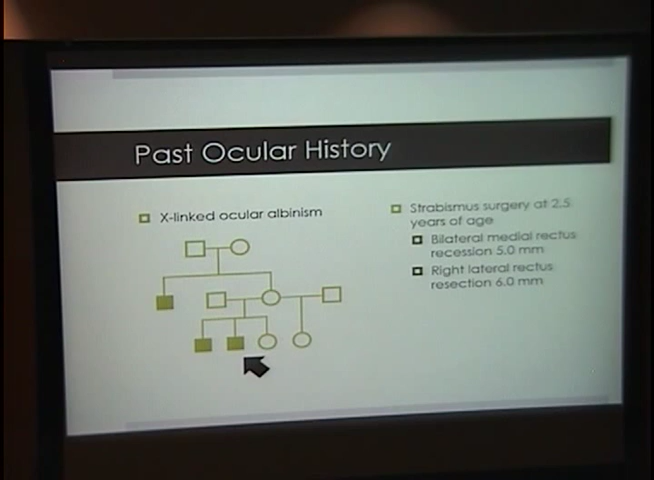 Past Ocular History
X-linked ocular albinism
Strabismus surgery at 2.5
years of age
Bilateral medial rectus
recession 5.0 mm
Right lateral rectus
resection 6.0 mm